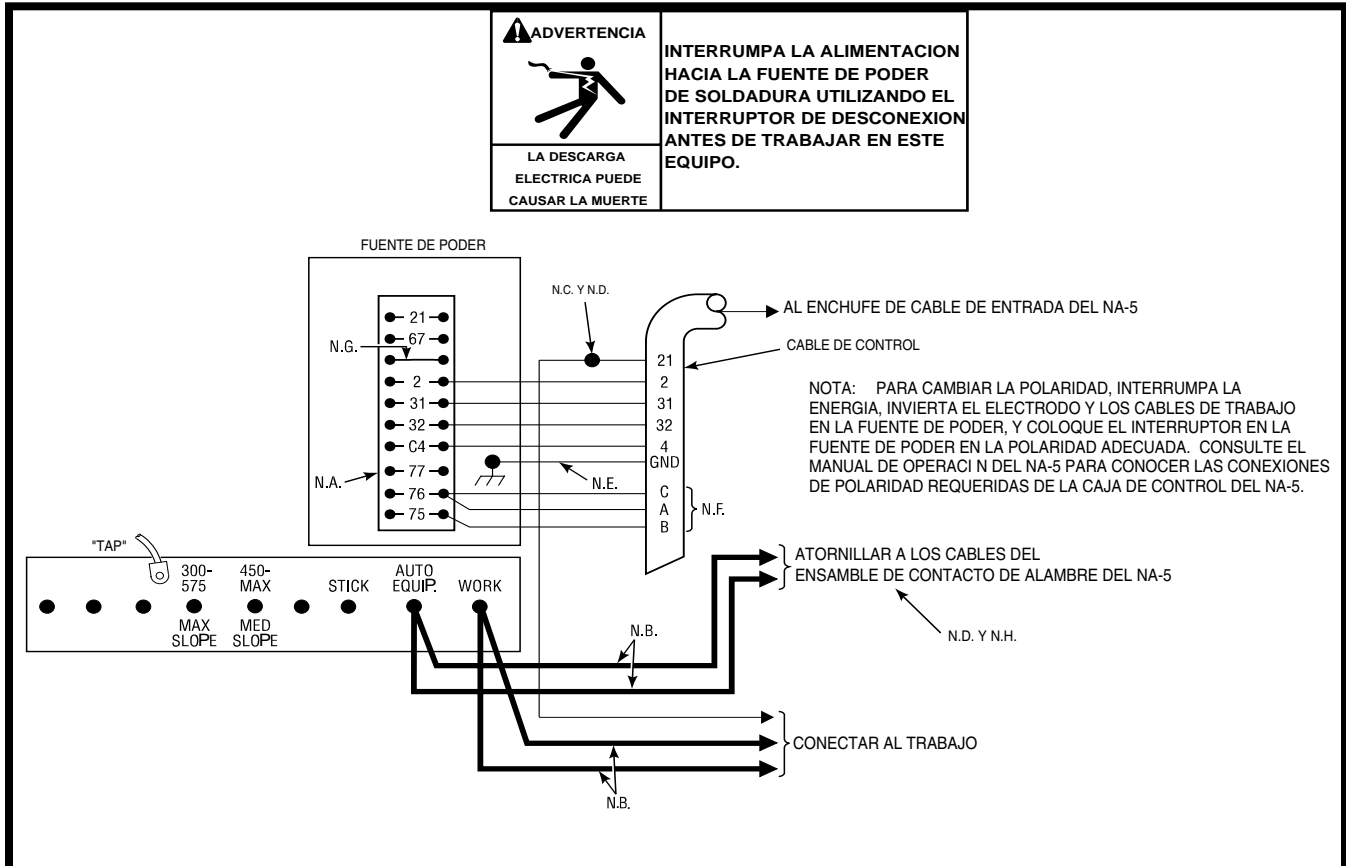 ADVERTENCIA
LA DESCARGA
ELECTRICA PUEDE
CAUSAR LA MUERTE
INTERRUMPA LA ALIMENTACION
HACIA LA FUENTE DE PODER
DE SOLDADURA UTILIZANDO EL
INTERRUPTOR DE DESCONEXION
ANTES DE TRABAJAR EN ESTE
EQUIPO.
FUENTE DE PODER
21
67
N.G.
2
31
32
C4
77
N.A.
76
75
N.C. Y N.D.
N.E.
21
2
31
32
4
GND
C
A
B
N.F.
AL ENCHUFE DE CABLE DE ENTRADA DEL NA-5
CABLE DE CONTROL
NOTA: PARA CAMBIAR LA POLARIDAD, INTERRUMPA LA
ENERGIA, INVIERTA EL ELECTRODO Y LOS CABLES DE TRABAJO
EN LA FUENTE DE PODER, Y COLOQUE EL INTERRUPTOR EN LA
FUENTE DE PODER EN LA POLARIDAD ADECUADA. CONSULTE EL
MANUAL DE OPERACI N DEL NA-5 PARA CONOCER LAS CONEXIONES
DE POLARIDAD REQUERIDAS DE LA CAJA DE CONTROL DEL NA-5.
"TAP"
300-
575
MAX
SLOPE
450-
MAX
MED
SLOPE
STICK
AUTO
EQUIP.
WORK
N.B.
ATORNILLAR A LOS CABLES DEL
ENSAMBLE DE CONTACTO DE ALAMBRE DEL NA-5
N.D. Y N.H.
CONECTAR AL TRABAJO
N.B.